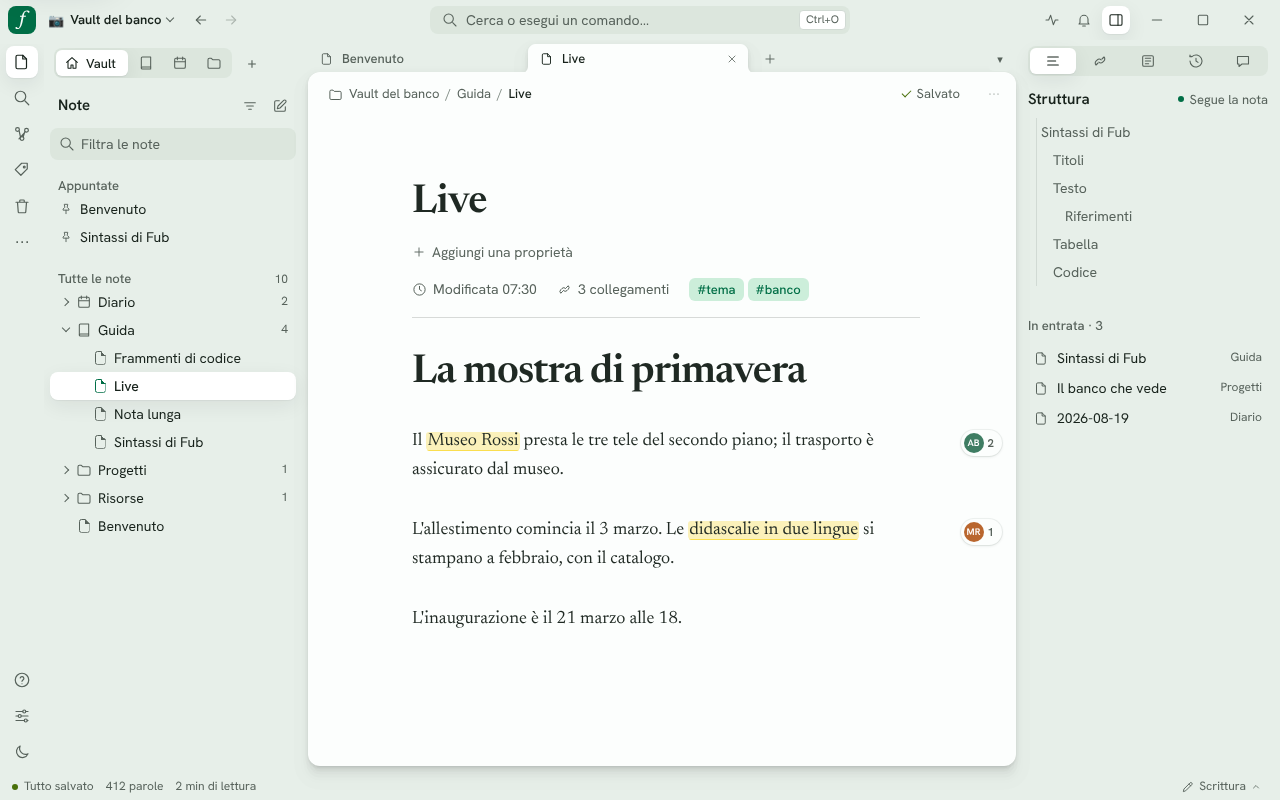 f
Vault del banco
Cerca o esegui un comando…
Ctrl+O
Vault
Note
Filtra le note
Appuntate
Benvenuto
Sintassi di Fub
Tutte le note 10
Diario 2
Guida 4
Frammenti di codice
Live
Nota lunga
Sintassi di Fub
Progetti 1
Risorse 1
Benvenuto
Benvenuto
Live
Vault del banco / Guida / Live
Salvato
Live
Aggiungi una proprietà
Modificata 07:30
3 collegamenti
#tema
#banco
La mostra di primavera
Il Museo Rossi presta le tre tele del secondo piano; il trasporto è
assicurato dal museo.
AB 2
L'allestimento comincia il 3 marzo. Le didascalie in due lingue si
stampano a febbraio, con il catalogo.
MR 1
L'inaugurazione è il 21 marzo alle 18.
Struttura
Segue la nota
Sintassi di Fub
Titoli
Testo
Riferimenti
Tabella
Codice
In entrata · 3
Sintassi di Fub Guida
Il banco che vede Progetti
2026-08-19 Diario
Tutto salvato 412 parole 2 min di lettura
Scrittura